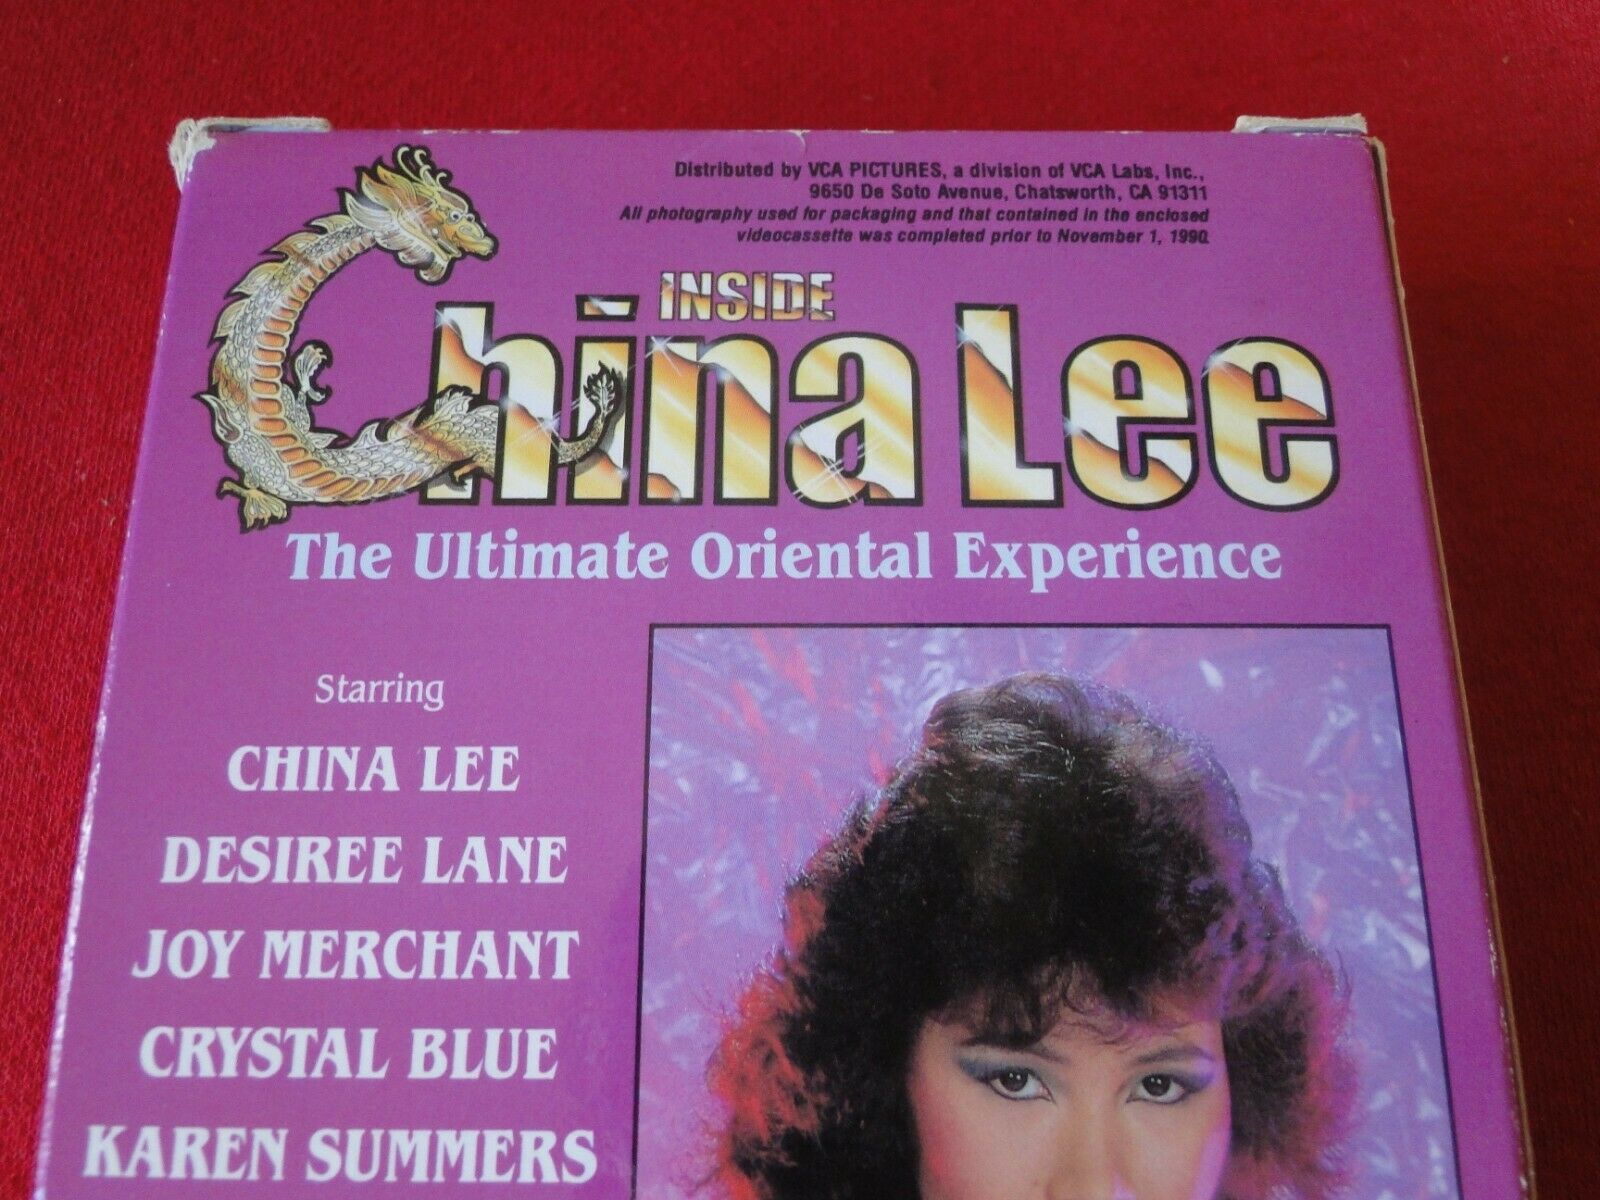 Distributed by VCA PICTURES, a division of VCA Labs, Inc.,
9650 De Soto Avenue, Chatsworth, CA 91311
All photography used for packaging and that contained in the enclosed
videocassette was completed prior to November 1, 1990.
INSIDE
China Lee
The Ultimate Oriental Experience
Starring
CHINA LEE
DESIREE LANE
JOY MERCHANT
CRYSTAL BLUE
KAREN SUMMERS